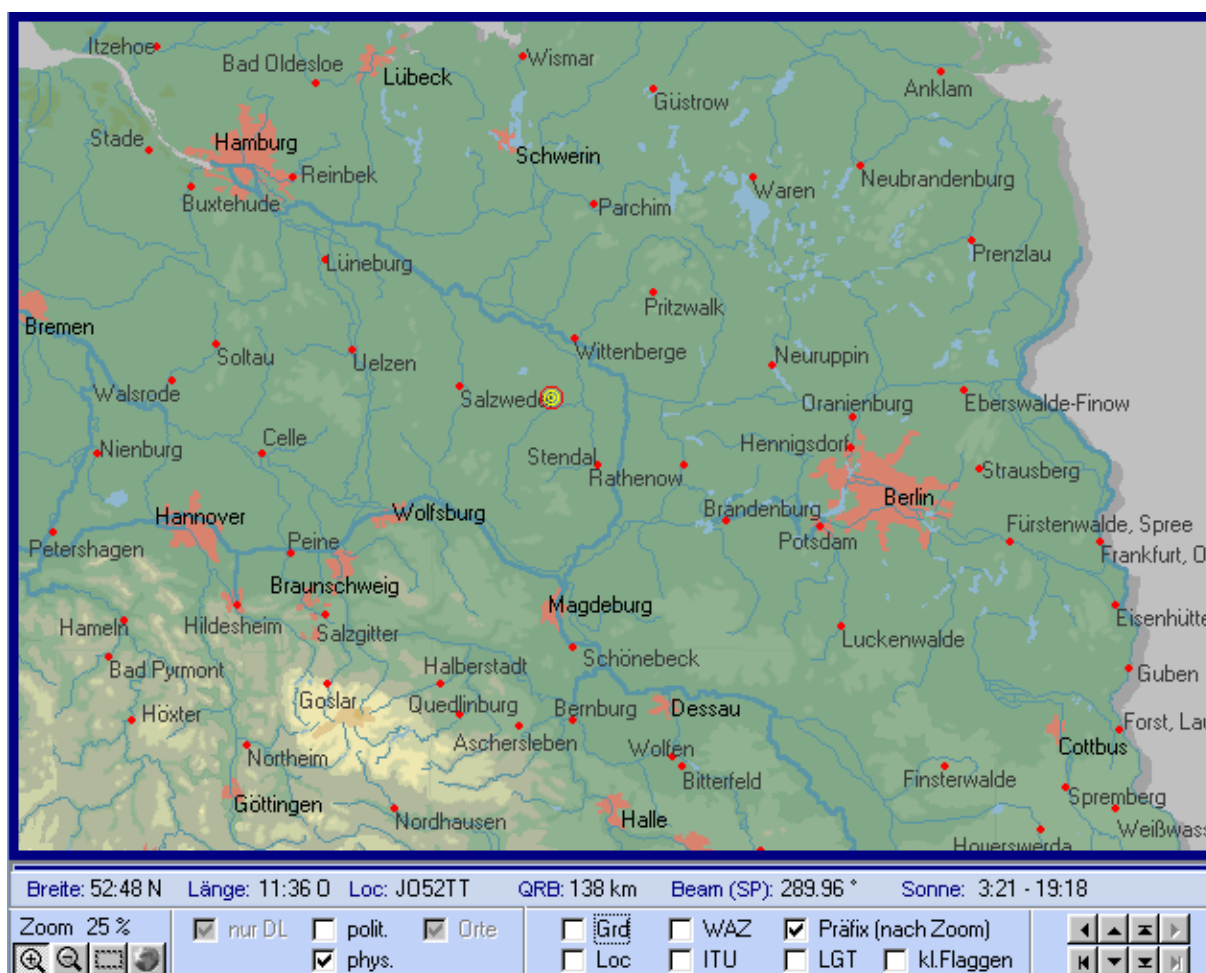 Itzehoe
Wismar
Bad Oldesloe
Lübeck
Anklam
Güstrow
Stade
Hamburg
Schwerin
Reinbek
Waren
Neubrandenburg
Buxtehude
Parchim
Lüneburg
Prenzlau
Pritzwalk
Bremen
Soltau
Uelzen
Wittenberge
Neuruppin
Walsrode
Salzwedel
Eberswalde-Finow
Oranienburg
Celle
Hennigsdorf
Nienburg
Stendal
Rathenow
Strausberg
Berlin
Hannover
Wolfsburg
Brandenburg
Fürstenwalde, Spree
Petershagen
Peine
Potsdam
Frankfurt, O
Braunschweig
Magdeburg
Eisenhütte
Hameln
Hildesheim
Salzgitter
Luckenwalde
Bad Pyrmont
Halberstadt
Schönebeck
Guben
Goslar
Quedlinburg
Bernburg
Dessau
Höxter
Forst, Lau
Aschersleben
Cottbus
Northeim
Wolfen
Bitterfeld
Finsterwalde
Göttingen
Spremberg
Nordhausen
Halle
Weißwass
Hoyerswerda
Breite: 52:48 N Länge: 11:36 O Loc: JO52TT QRB: 138 km Beam (SP): 289.96 ° Sonne: 3:21 - 19:18
Zoom 25 % nur DL polit. Orte Grd WAZ Präfix (nach Zoom)
phys. Loc ITU LGT kl.Flaggen